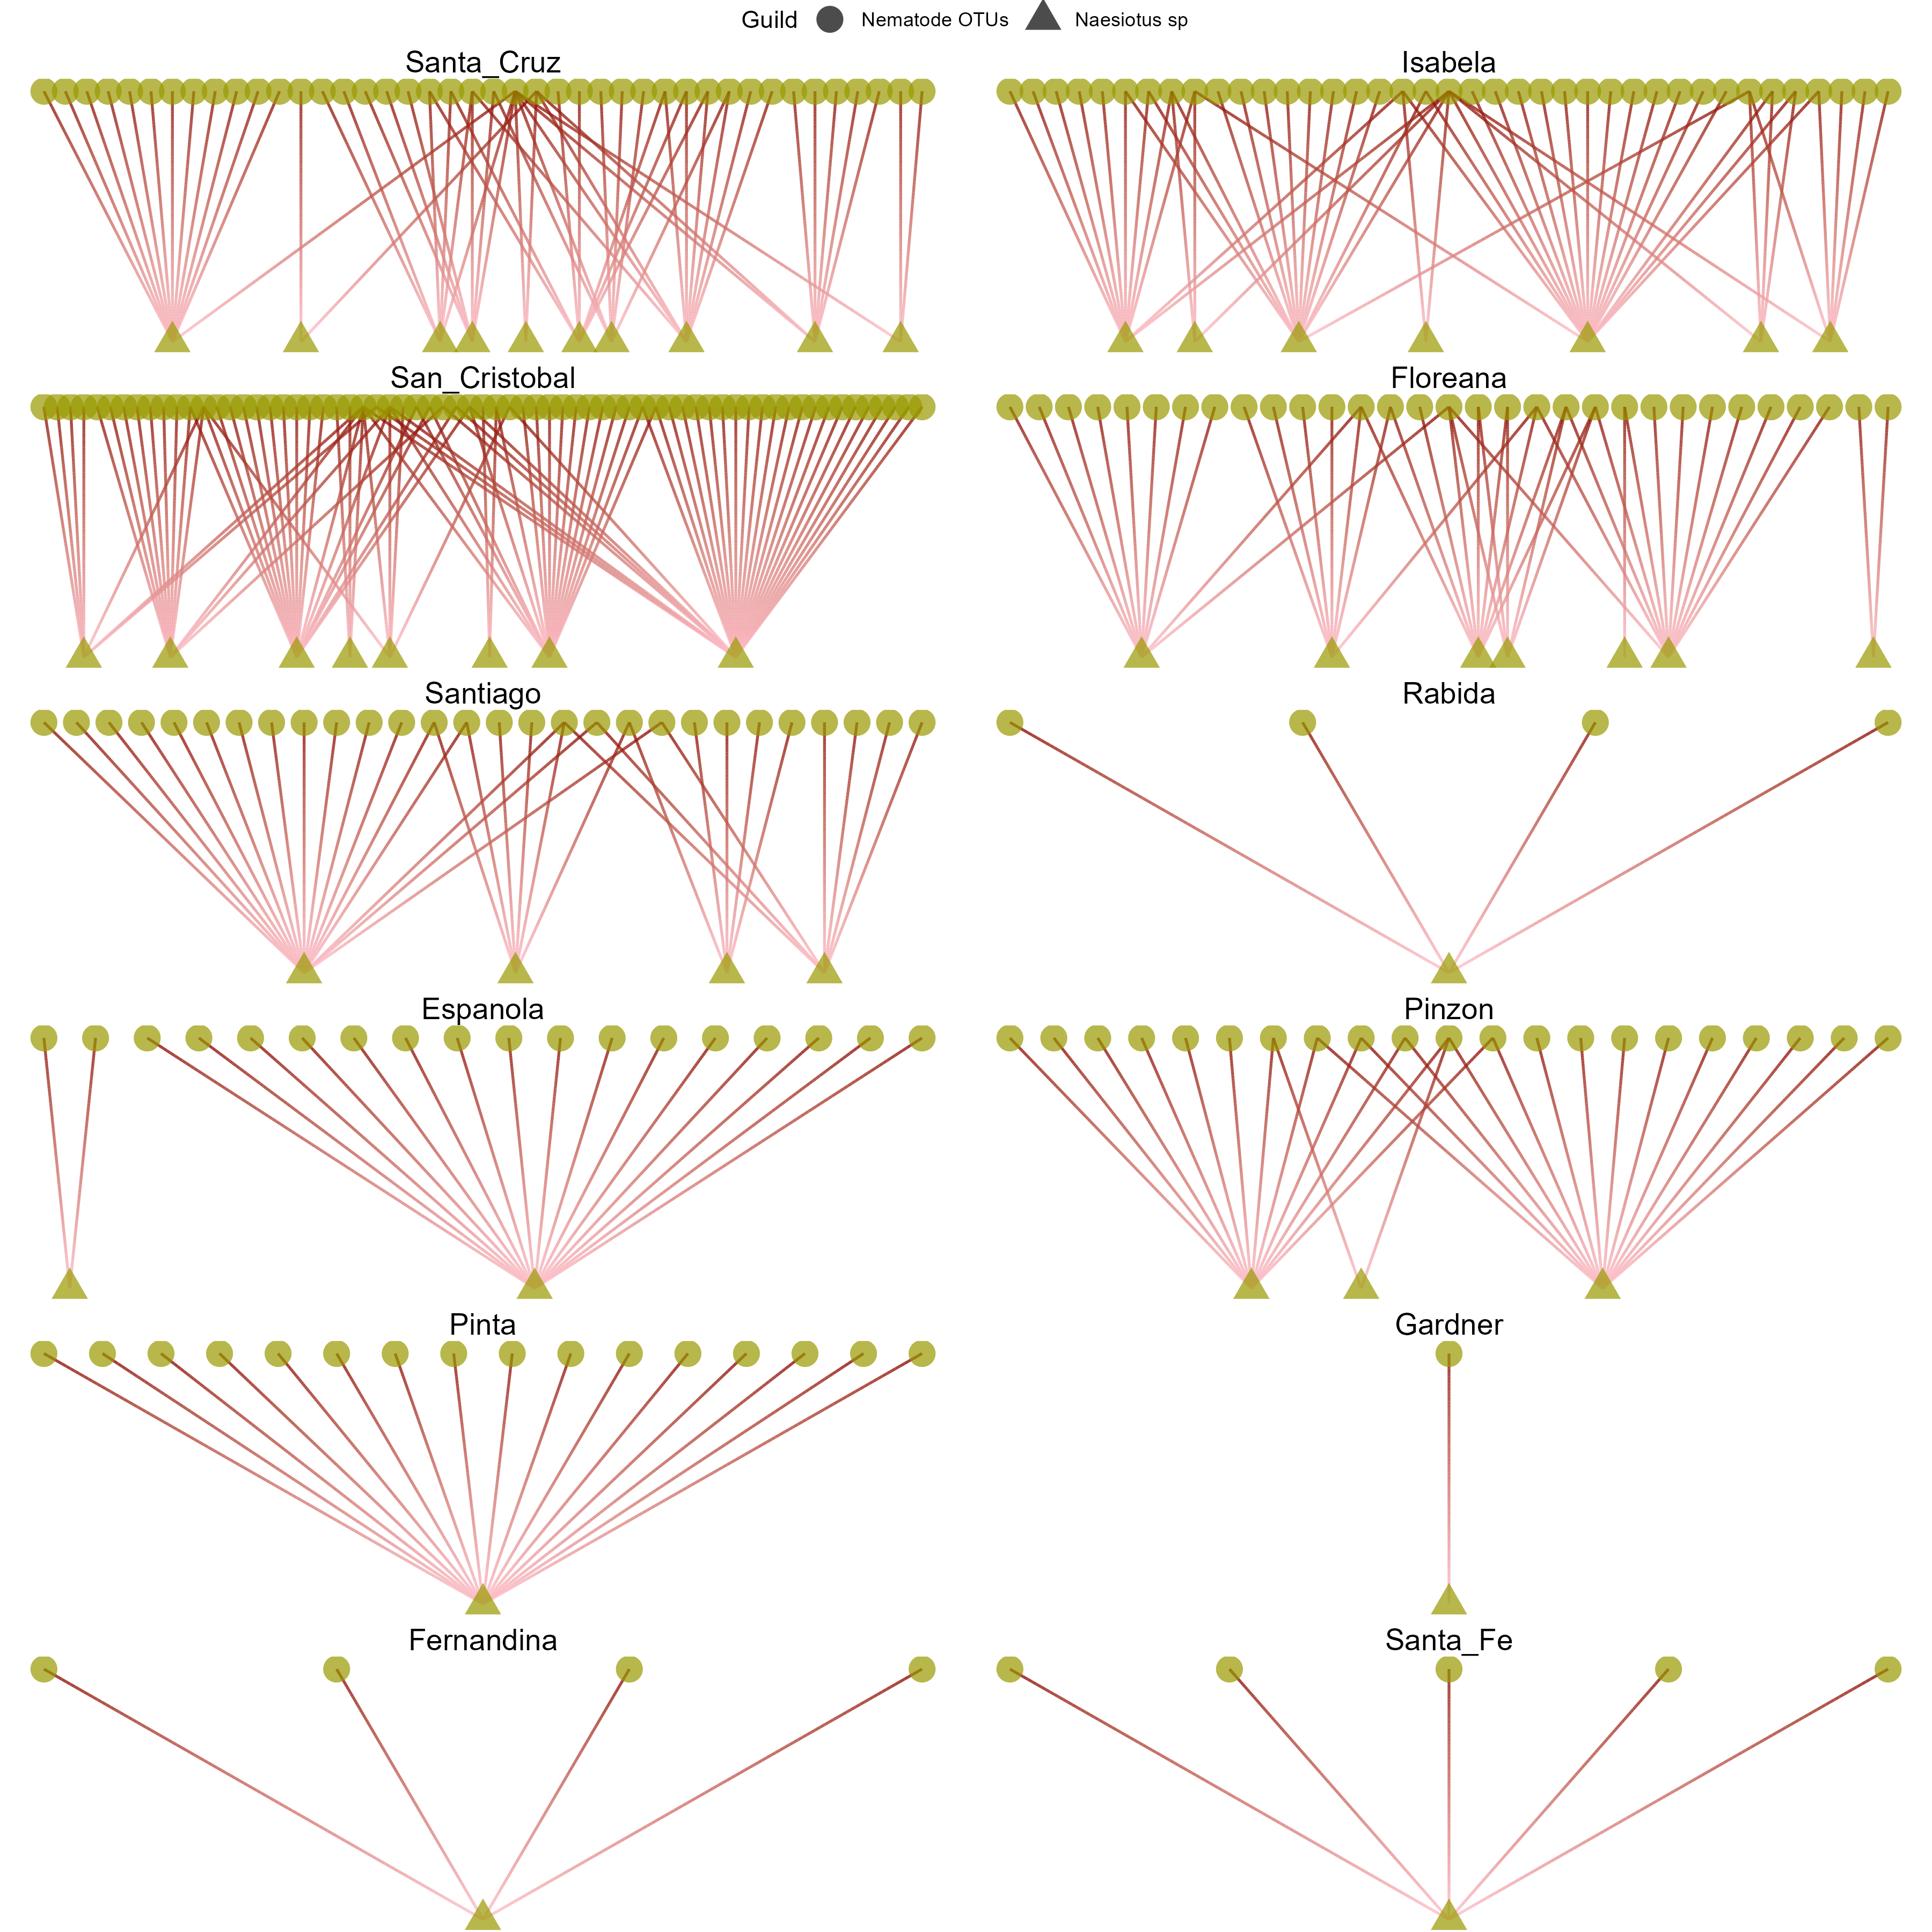 Guild Nematode OTUs Naesiotus sp
Santa_Cruz
Isabela
San_Cristobal
Floreana
Santiago
Rabida
Espanola
Pinzon
Pinta
Gardner
Fernandina
Santa_Fe